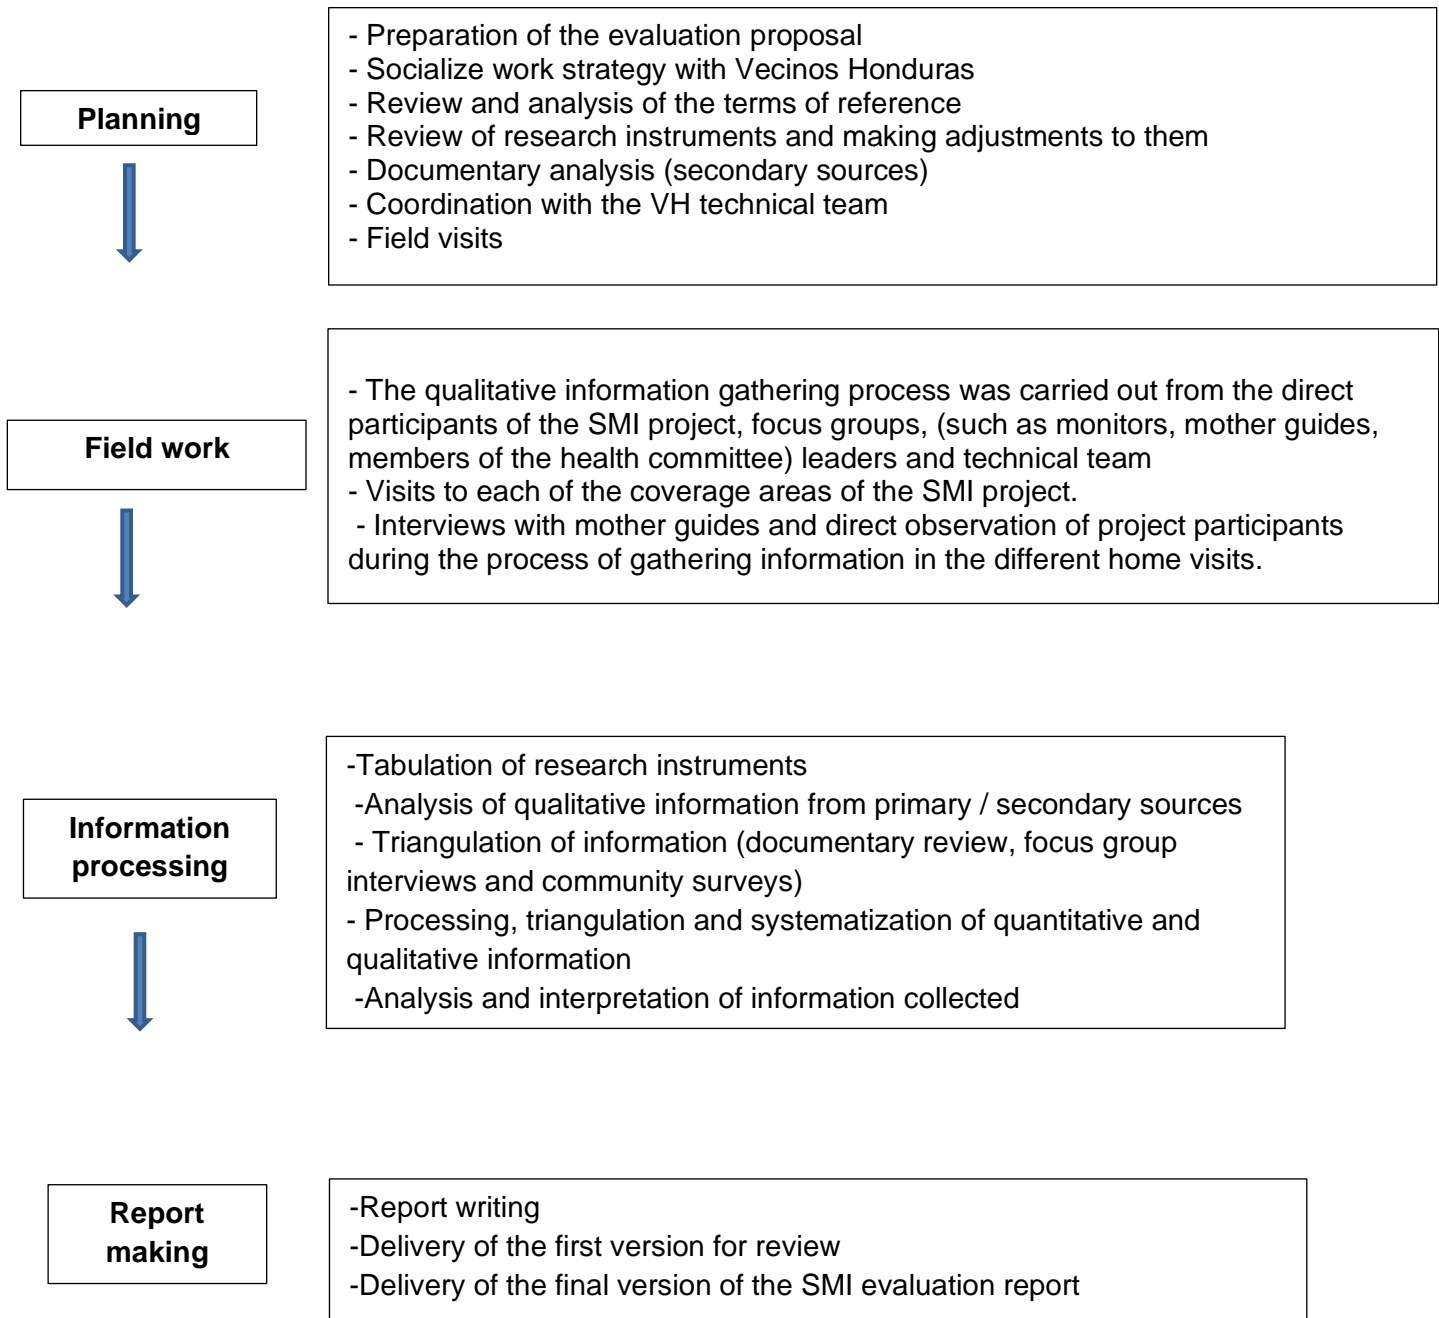 Planning
- Preparation of the evaluation proposal
- Socialize work strategy with Vecinos Honduras
- Review and analysis of the terms of reference
- Review of research instruments and making adjustments to them
- Documentary analysis (secondary sources)
- Coordination with the VH technical team
- Field visits
Field work
- The qualitative information gathering process was carried out from the direct
participants of the SMI project, focus groups, (such as monitors, mother guides,
members of the health committee) leaders and technical team
- Visits to each of the coverage areas of the SMI project.
- Interviews with mother guides and direct observation of project participants
during the process of gathering information in the different home visits.
Information
processing
-Tabulation of research instruments
-Analysis of qualitative information from primary / secondary sources
- Triangulation of information (documentary review, focus group
interviews and community surveys)
- Processing, triangulation and systematization of quantitative and
qualitative information
-Analysis and interpretation of information collected
Report
making
-Report writing
-Delivery of the first version for review
-Delivery of the final version of the SMI evaluation report